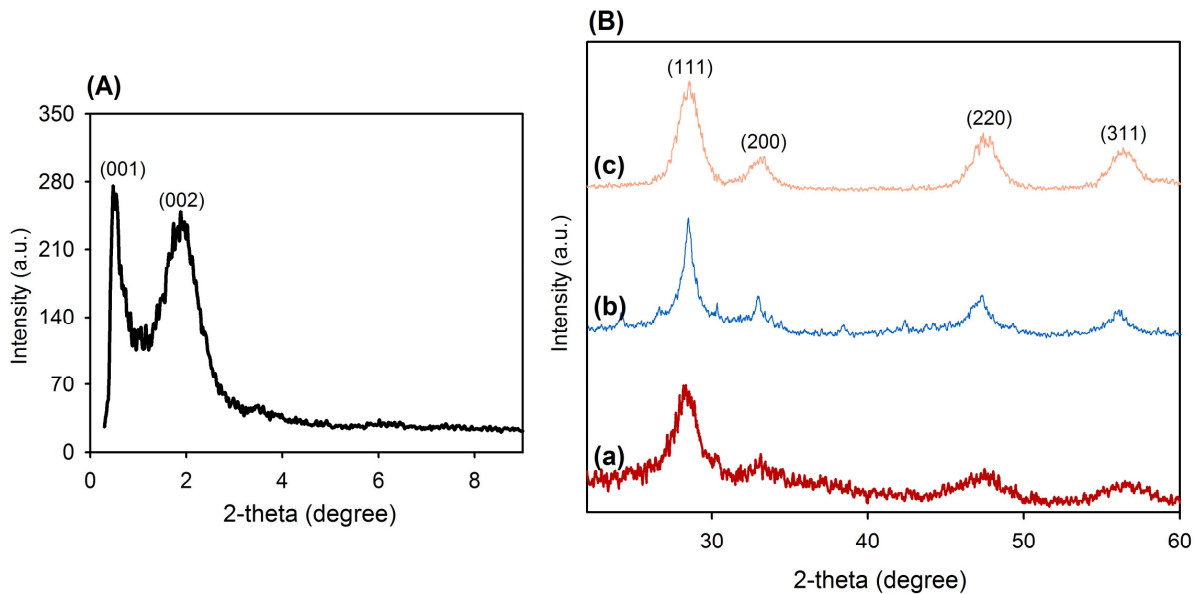 (A)
350
280
210
140
70
0
Intensity (a.u.)
(001)
(002)
0 2 4 6 8
2-theta (degree)
(B)
Intensity (a.u.)
(111)
(200)
(220)
(311)
(c)
(b)
(a)
30 40 50 60
2-theta (degree)